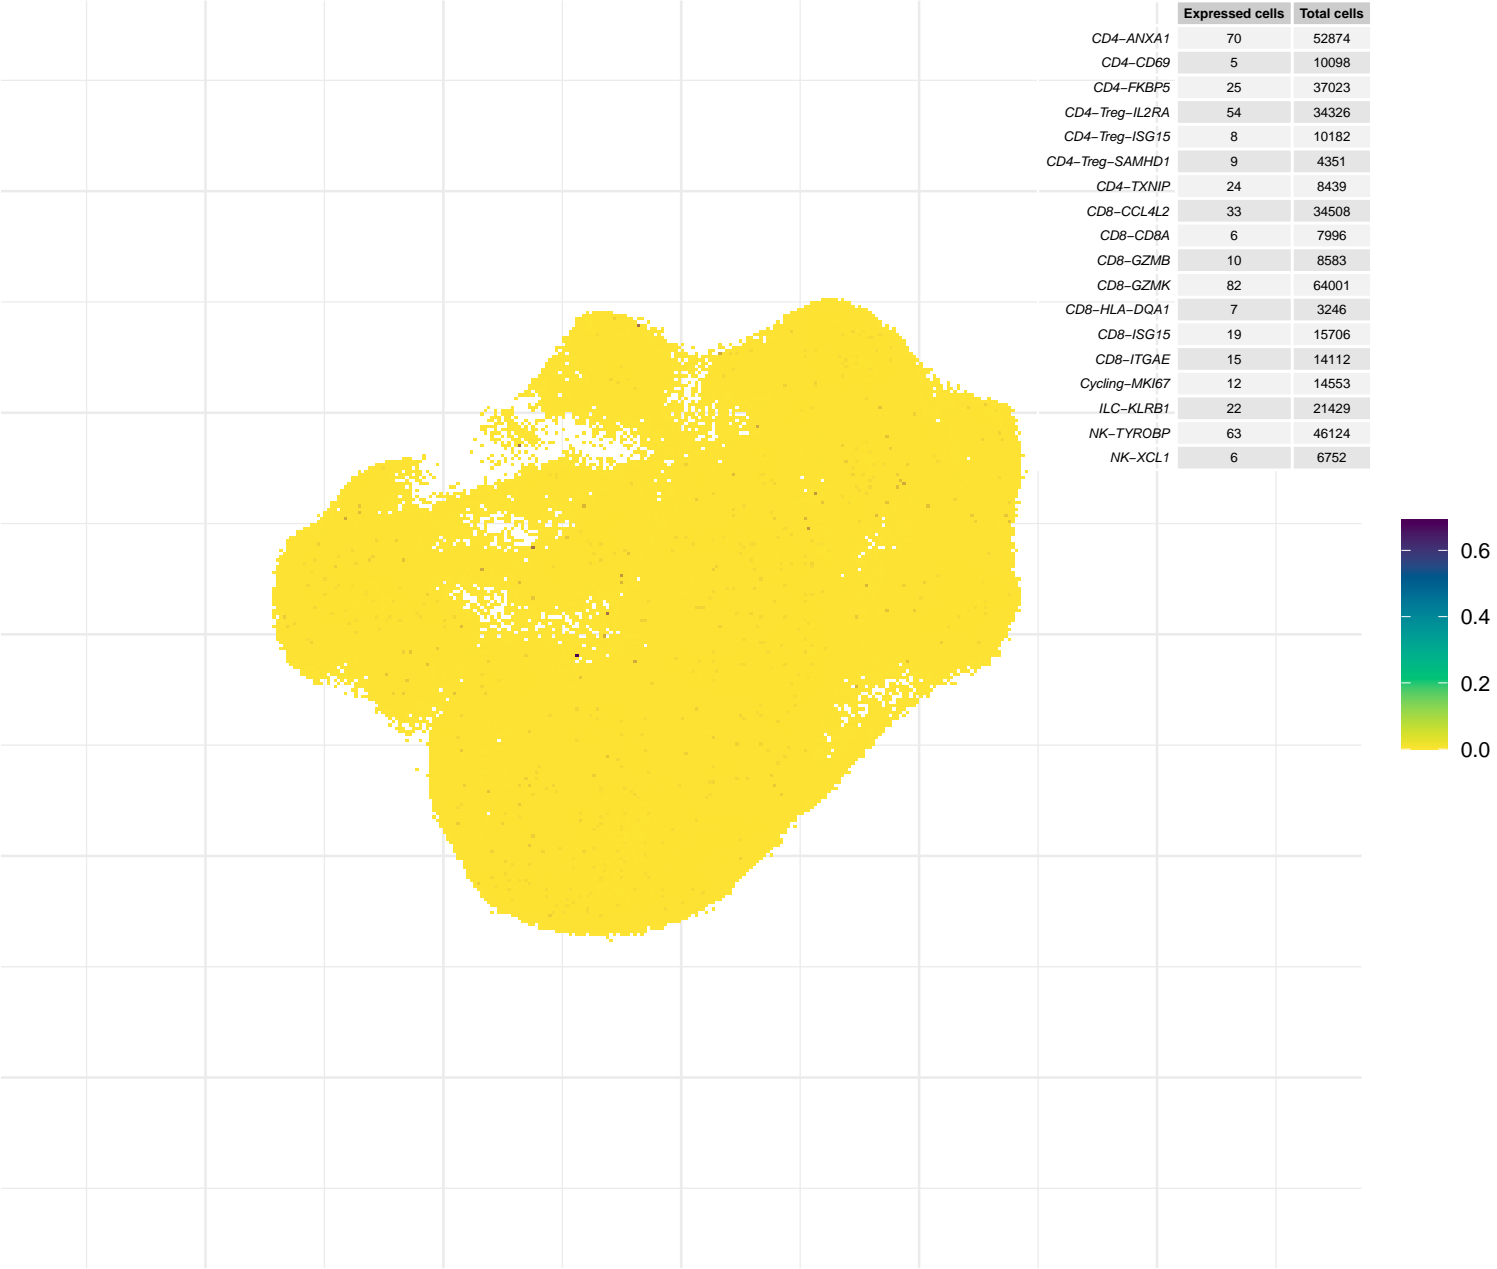 Expressed cells Total cells
CD4−ANXA1 70 52874
CD4−CD69 5 10098
CD4−FKBP5 25 37023
CD4−Treg−IL2RA 54 34326
CD4−Treg−ISG15 8 10182
CD4−Treg−SAMHD1 9 4351
CD4−TXNIP 24 8439
CD8−CCL4L2 33 34508
CD8−CD8A 6 7996
CD8−GZMB 10 8583
CD8−GZMK 82 64001
CD8−HLA−DQA1 7 3246
CD8−ISG15 19 15706
CD8−ITGAE 15 14112
Cycling−MKI67 12 14553
ILC−KLRB1 22 21429
NK−TYROBP 63 46124
NK−XCL1 6 6752
0.6
0.4
0.2
0.0